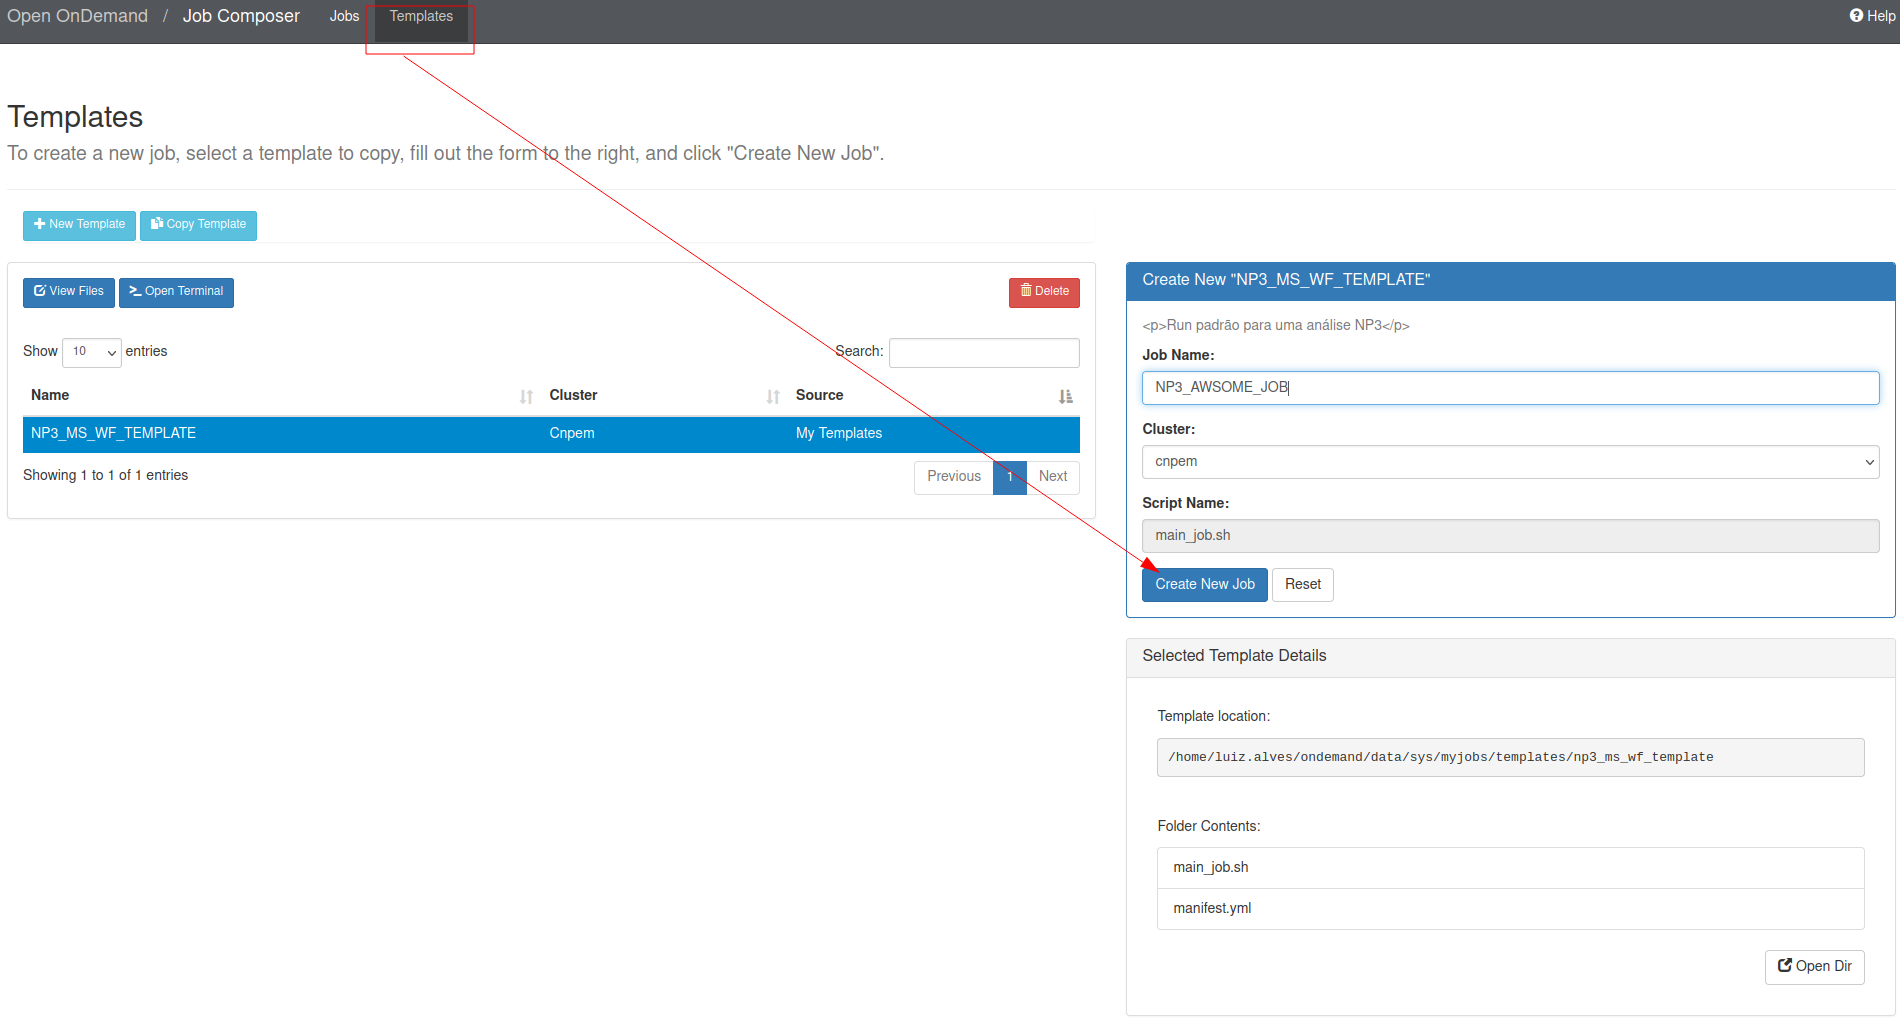 Open OnDemand / Job Composer Jobs Templates Help
Templates
To create a new job, select a template to copy, fill out the form to the right, and click "Create New Job".
New Template Copy Template
View Files Open Terminal Delete
Show 10 entries Search:
Name Cluster Source
NP3_MS_WF_TEMPLATE Cnpem My Templates
Showing 1 to 1 of 1 entries Previous 1 Next
Create New "NP3_MS_WF_TEMPLATE"
<p>Run padrão para uma análise NP3</p>
Job Name:
NP3_AWSOME_JOB
Cluster:
cnpem
Script Name:
main_job.sh
Create New Job Reset
Selected Template Details
Template location:
/home/luiz.alves/ondemand/data/sys/myjobs/templates/np3_ms_wf_template
Folder Contents:
main_job.sh
manifest.yml
Open Dir